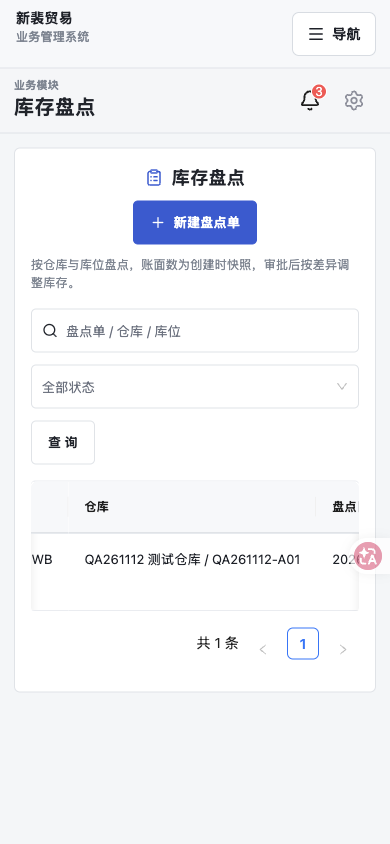 新裴贸易
业务管理系统
导航
业务模块
库存盘点
3
库存盘点
新建盘点单
按仓库与库位盘点，账面数为创建时快照，审批后按差异调
整库存。
盘点单 / 仓库 / 库位
全部状态
查 询
仓库
盘点
WB
QA261112 测试仓库 / QA261112-A01
202
共 1 条
1